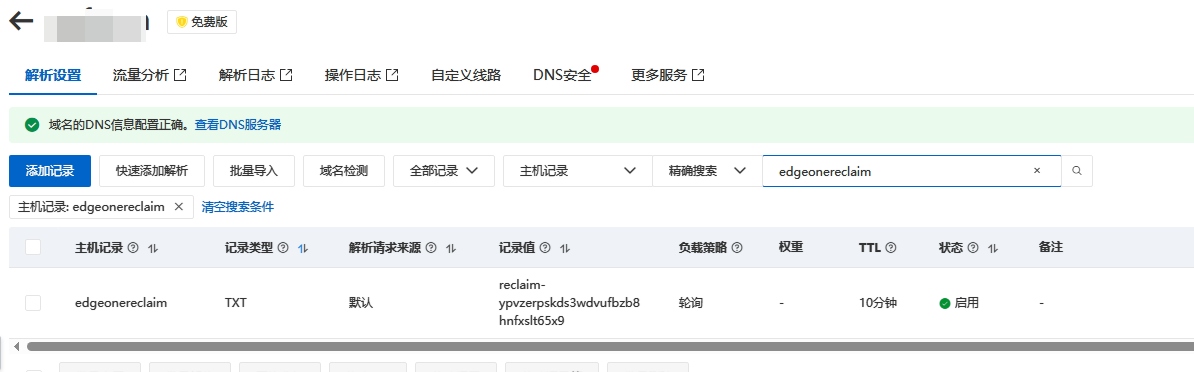 免费版
解析设置 流量分析 解析日志 操作日志 自定义线路 DNS安全 更多服务
域名的DNS信息配置正确。查看DNS服务器
添加记录 快速添加解析 批量导入 域名检测 全部记录 主机记录 精确搜索 edgeonereclaim ×
主机记录: edgeonereclaim × 清空搜索条件
主机记录 记录类型 解析请求来源 记录值 负载策略 权重 TTL 状态 备注
edgeonereclaim TXT 默认 reclaim-
ypvzerpskds3wdvufbzb8
hnfxslt65x9 轮询 - 10分钟 启用 -